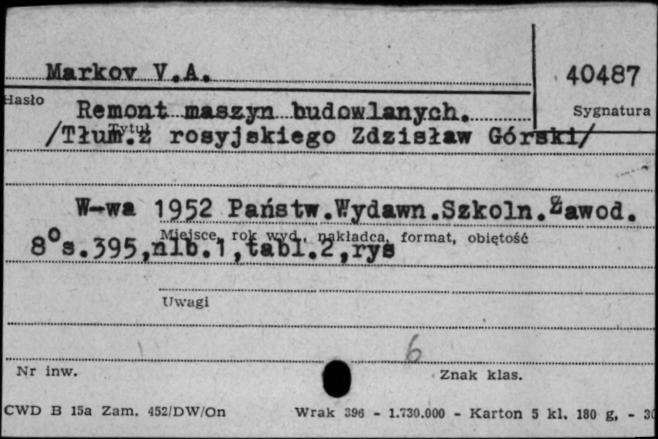 Markov V.A.
40487
Hasło
Sygnatura
Remont maszyn budowlanych.
Tytuł
/Tłum.z rosyjskiego Zdzisław Górski/
W-wa 1952 Państw.Wydawn.Szkoln.Zawod.
Miejsce, rok wyd., nakładca, format, objętość
8°s.395,nlb.1,tabl.2,rys
Uwagi
6
Nr inw.
Znak klas.
CWD B 15a Zam. 452/DW/On Wrak 396 - 1.730.000 - Karton 5 kl. 180 g, - 30